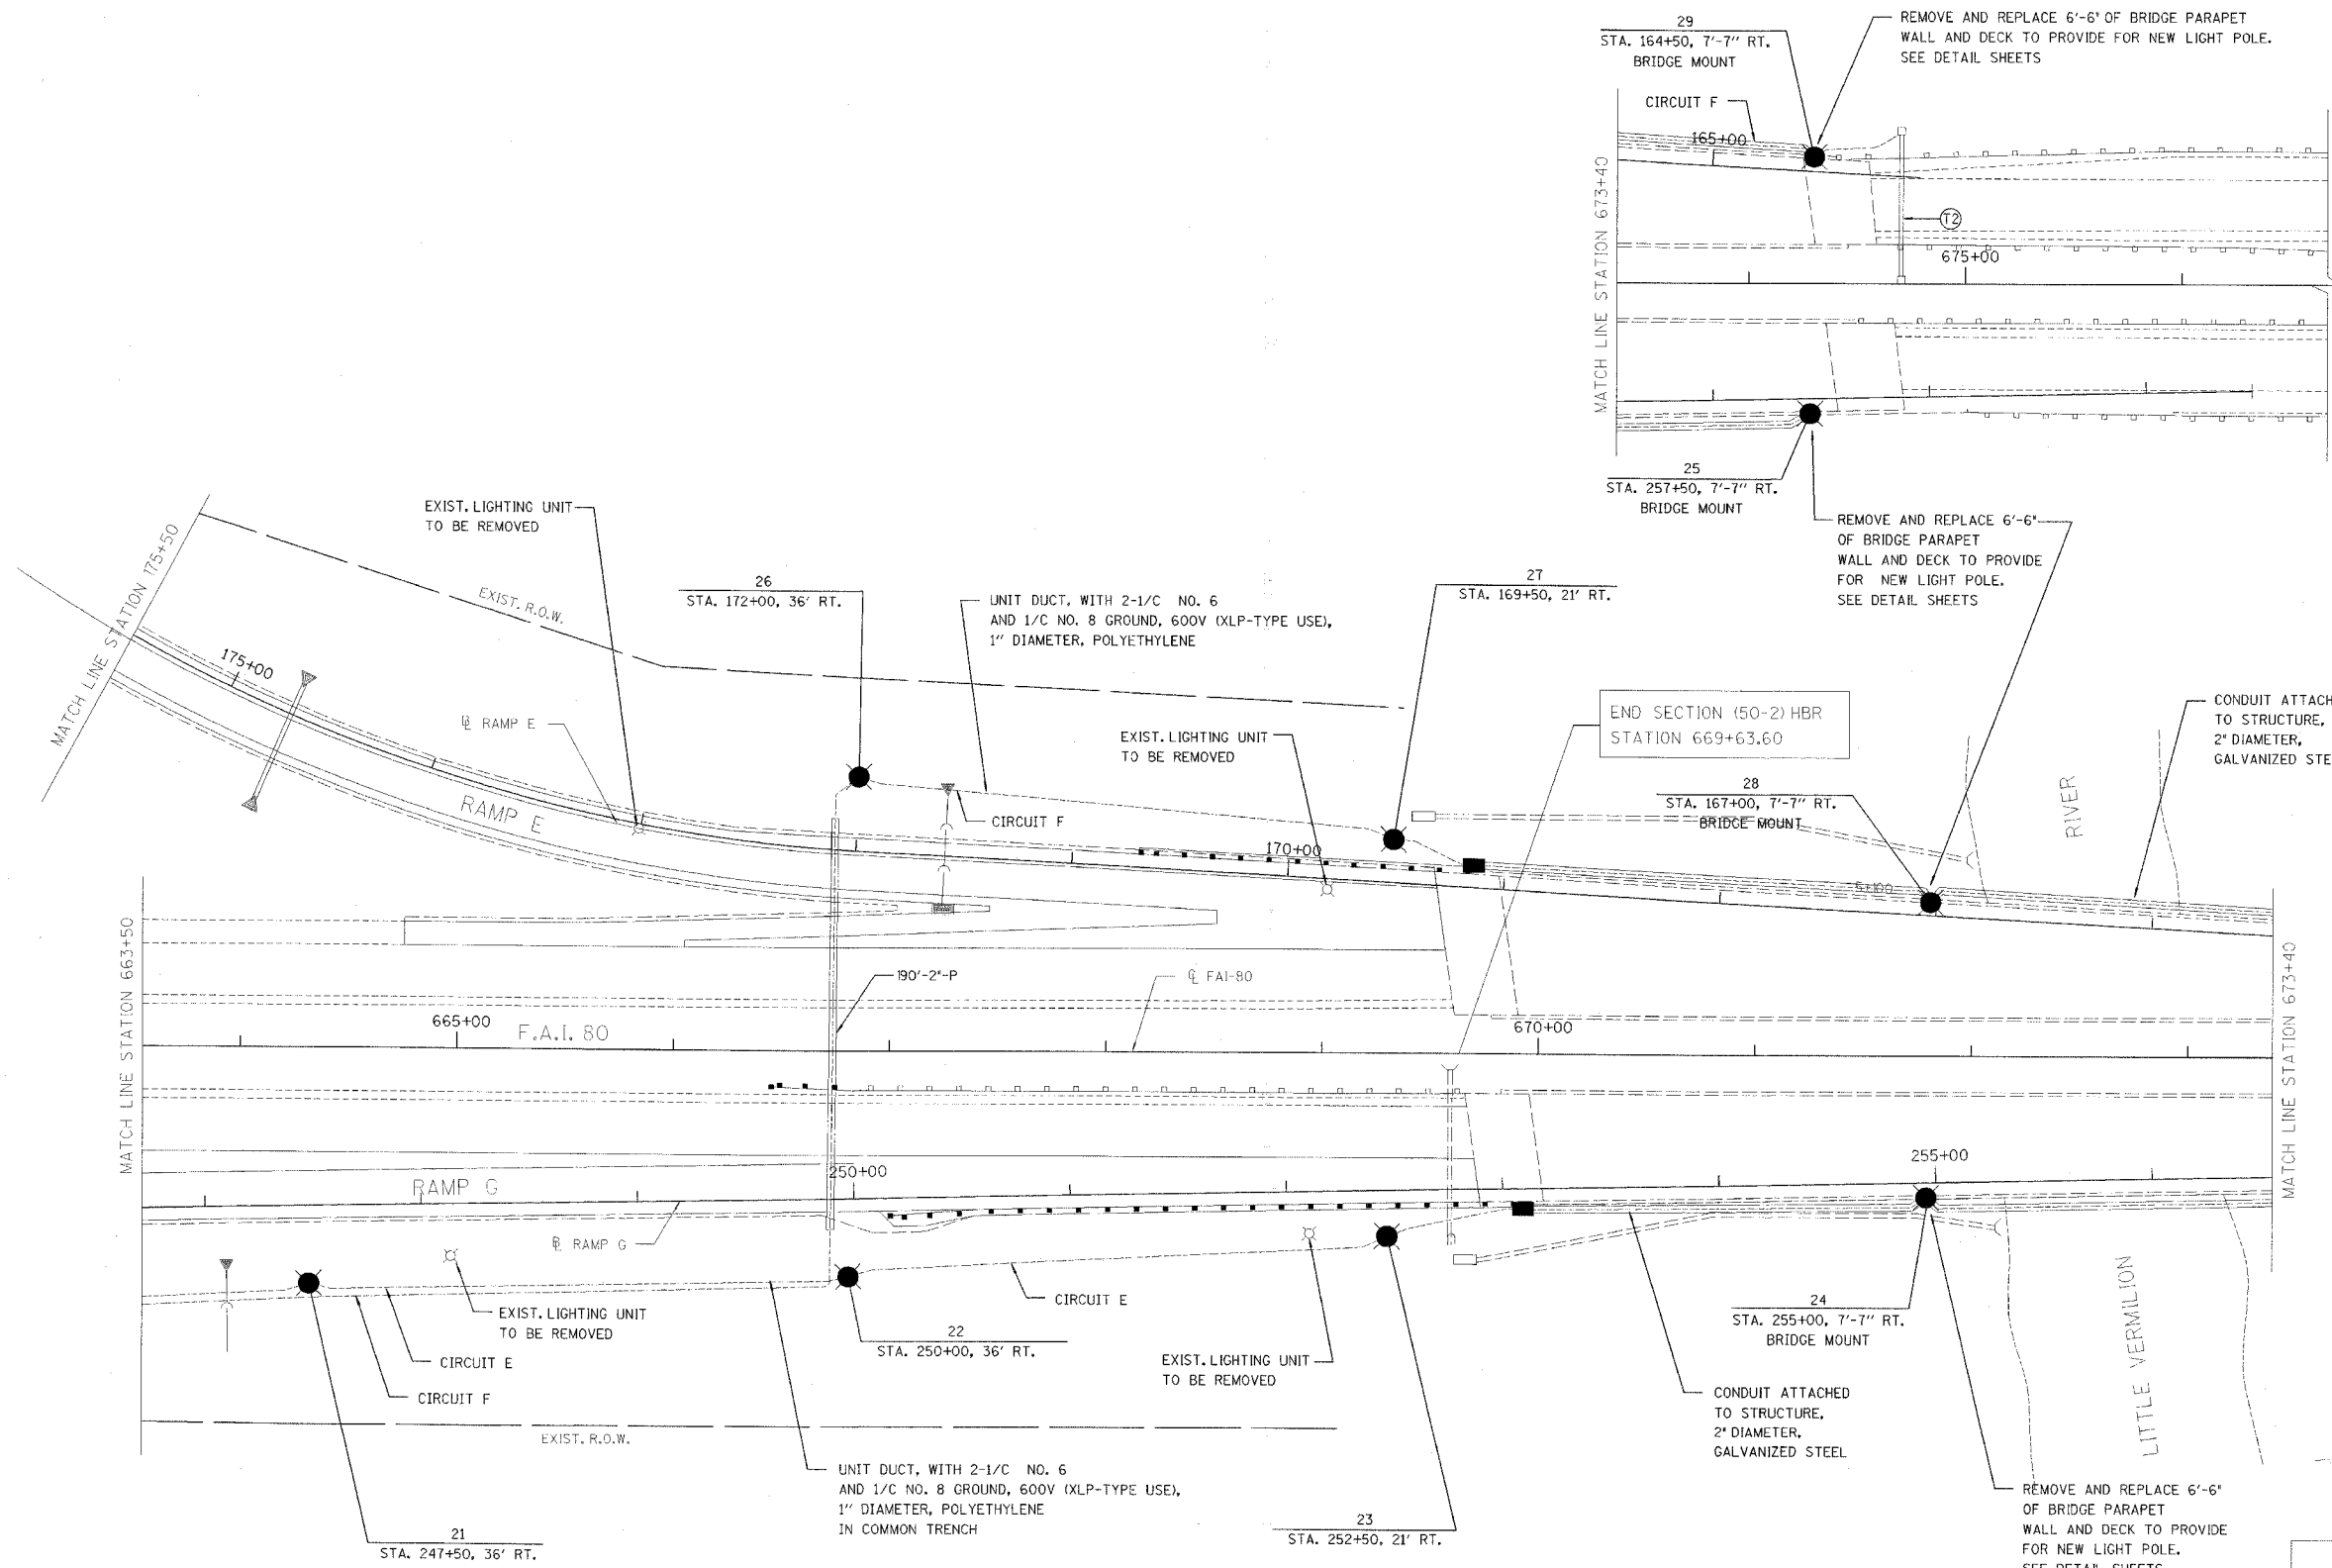 29
STA. 164+50, 7'-7" RT.
BRIDGE MOUNT
REMOVE AND REPLACE 6'-6" OF BRIDGE PARAPET
WALL AND DECK TO PROVIDE FOR NEW LIGHT POLE.
SEE DETAIL SHEETS
CIRCUIT F
165+00
MATCH LINE STATION 673+40
T2
675+00
25
STA. 257+50, 7'-7" RT.
BRIDGE MOUNT
REMOVE AND REPLACE 6'-6"
OF BRIDGE PARAPET
WALL AND DECK TO PROVIDE
FOR NEW LIGHT POLE.
SEE DETAIL SHEETS
MATCH LINE STATION 175+50
EXIST. LIGHTING UNIT
TO BE REMOVED
EXIST. R.O.W.
26
STA. 172+00, 36' RT.
UNIT DUCT, WITH 2-1/C NO. 6
AND 1/C NO. 8 GROUND, 600V (XLP-TYPE USE),
1" DIAMETER, POLYETHYLENE
27
STA. 169+50, 21' RT.
175+00
RAMP E
RAMP E
EXIST. LIGHTING UNIT
TO BE REMOVED
END SECTION (50-2) HBR
STATION 669+63.60
CONDUIT ATTACH
TO STRUCTURE,
2" DIAMETER,
GALVANIZED STE
28
STA. 167+00, 7'-7" RT.
BRIDGE MOUNT
RIVER
CIRCUIT F
170+00
MATCH LINE STATION 663+50
190'-2"-P
℄ FAI-80
665+00
F.A.I. 80
670+00
MATCH LINE STATION 673+40
250+00
255+00
RAMP G
RAMP G
EXIST. LIGHTING UNIT
TO BE REMOVED
CIRCUIT E
CIRCUIT F
22
STA. 250+00, 36' RT.
CIRCUIT E
EXIST. LIGHTING UNIT
TO BE REMOVED
24
STA. 255+00, 7'-7" RT.
BRIDGE MOUNT
CONDUIT ATTACHED
TO STRUCTURE,
2" DIAMETER,
GALVANIZED STEEL
LITTLE VERMILION
EXIST. R.O.W.
UNIT DUCT, WITH 2-1/C NO. 6
AND 1/C NO. 8 GROUND, 600V (XLP-TYPE USE),
1" DIAMETER, POLYETHYLENE
IN COMMON TRENCH
21
STA. 247+50, 36' RT.
23
STA. 252+50, 21' RT.
REMOVE AND REPLACE 6'-6"
OF BRIDGE PARAPET
WALL AND DECK TO PROVIDE
FOR NEW LIGHT POLE.
SEE DETAIL SHEETS